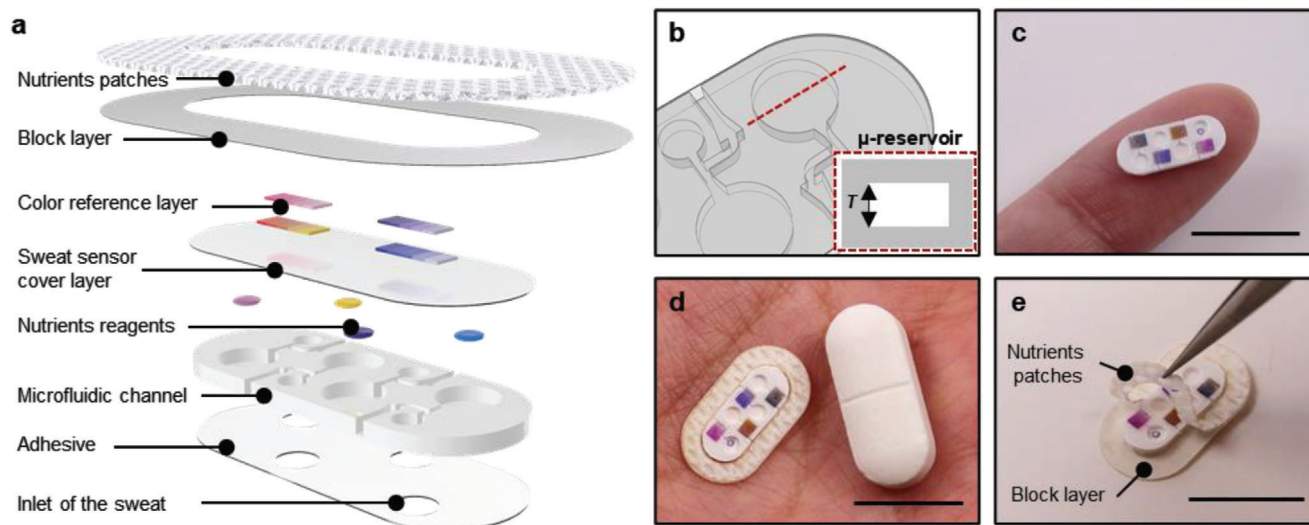 a
Nutrients patches
Block layer
Color reference layer
Sweat sensor
cover layer
Nutrients reagents
Microfluidic channel
Adhesive
Inlet of the sweat
b
μ-reservoir
T
c
d
e
Nutrients
patches
Block layer